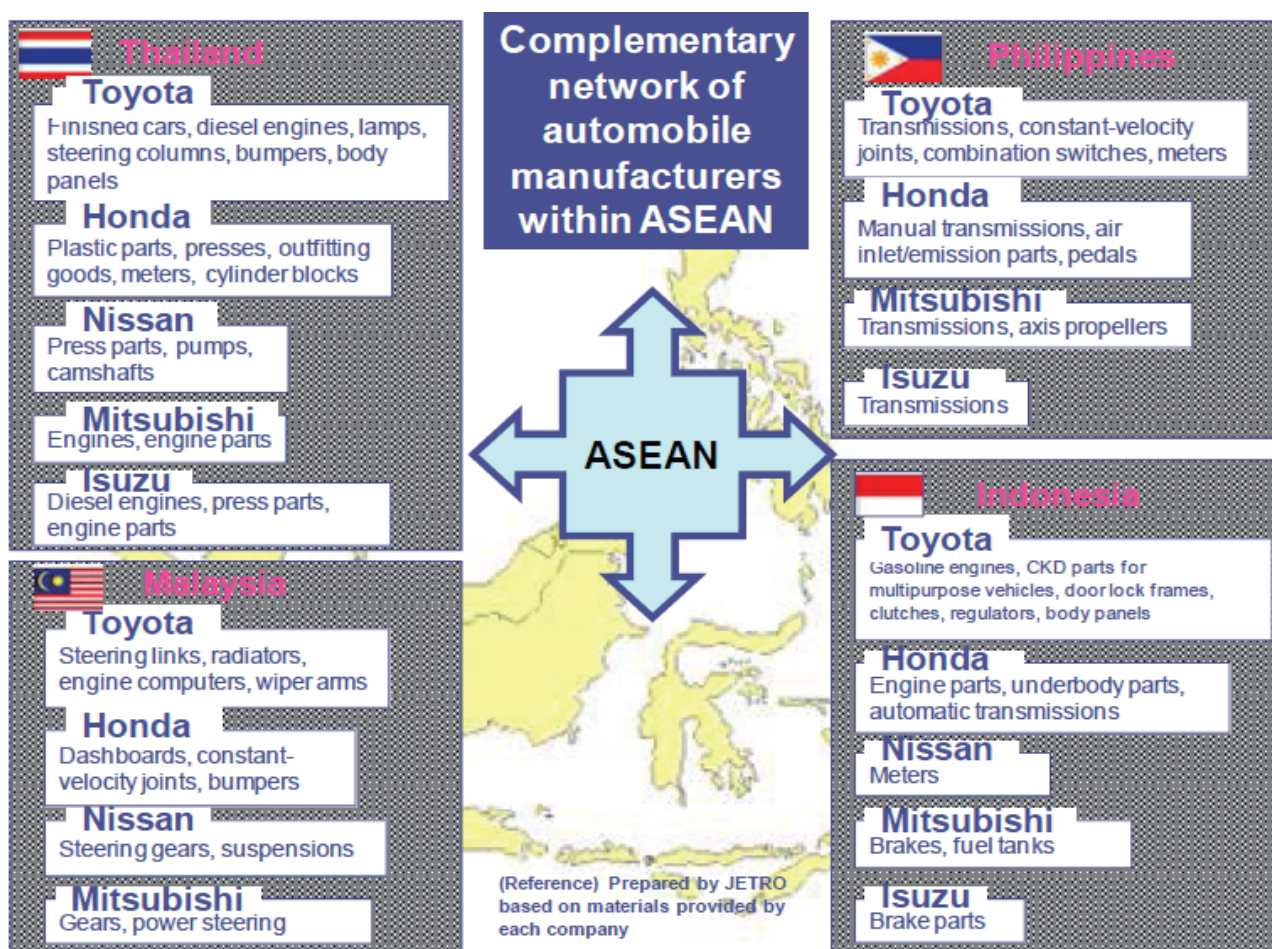 Complementary
network of
automobile
manufacturers
within ASEAN
Thailand
Toyota
Finished cars, diesel engines, lamps,
steering columns, bumpers, body
panels
Honda
Plastic parts, presses, outfitting
goods, meters, cylinder blocks
Nissan
Press parts, pumps,
camshafts
Mitsubishi
Engines, engine parts
Isuzu
Diesel engines, press parts,
engine parts
Malaysia
Toyota
Steering links, radiators,
engine computers, wiper arms
Honda
Dashboards, constant-
velocity joints, bumpers
Nissan
Steering gears, suspensions
Mitsubishi
Gears, power steering
ASEAN
(Reference) Prepared by JETRO
based on materials provided by
each company
Philippines
Toyota
Transmissions, constant-velocity
joints, combination switches, meters
Honda
Manual transmissions, air
inlet/emission parts, pedals
Mitsubishi
Transmissions, axis propellers
Isuzu
Transmissions
Indonesia
Toyota
Gasoline engines, CKD parts for
multipurpose vehicles, door lock frames,
clutches, regulators, body panels
Honda
Engine parts, underbody parts,
automatic transmissions
Nissan
Meters
Mitsubishi
Brakes, fuel tanks
Isuzu
Brake parts